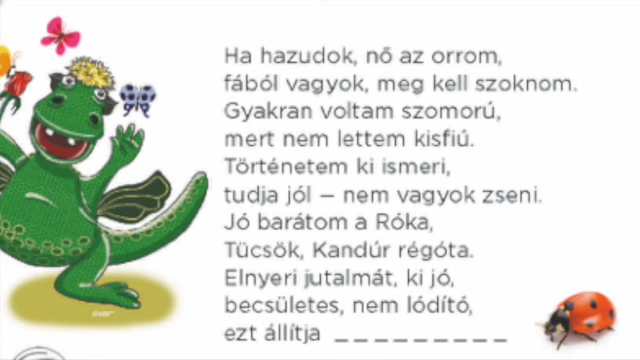 Ha hazudok, nő az orrom,
fából vagyok, meg kell szoknom.
Gyakran voltam szomorú,
mert nem lettem kisfiú.
Történetem ki ismeri,
tudja jól – nem vagyok zseni.
Jó barátom a Róka,
Tücsök, Kandúr régóta.
Elnyeri jutalmát, ki jó,
becsületes, nem lódító,
ezt állítja _ _ _ _ _ _ _ _ _